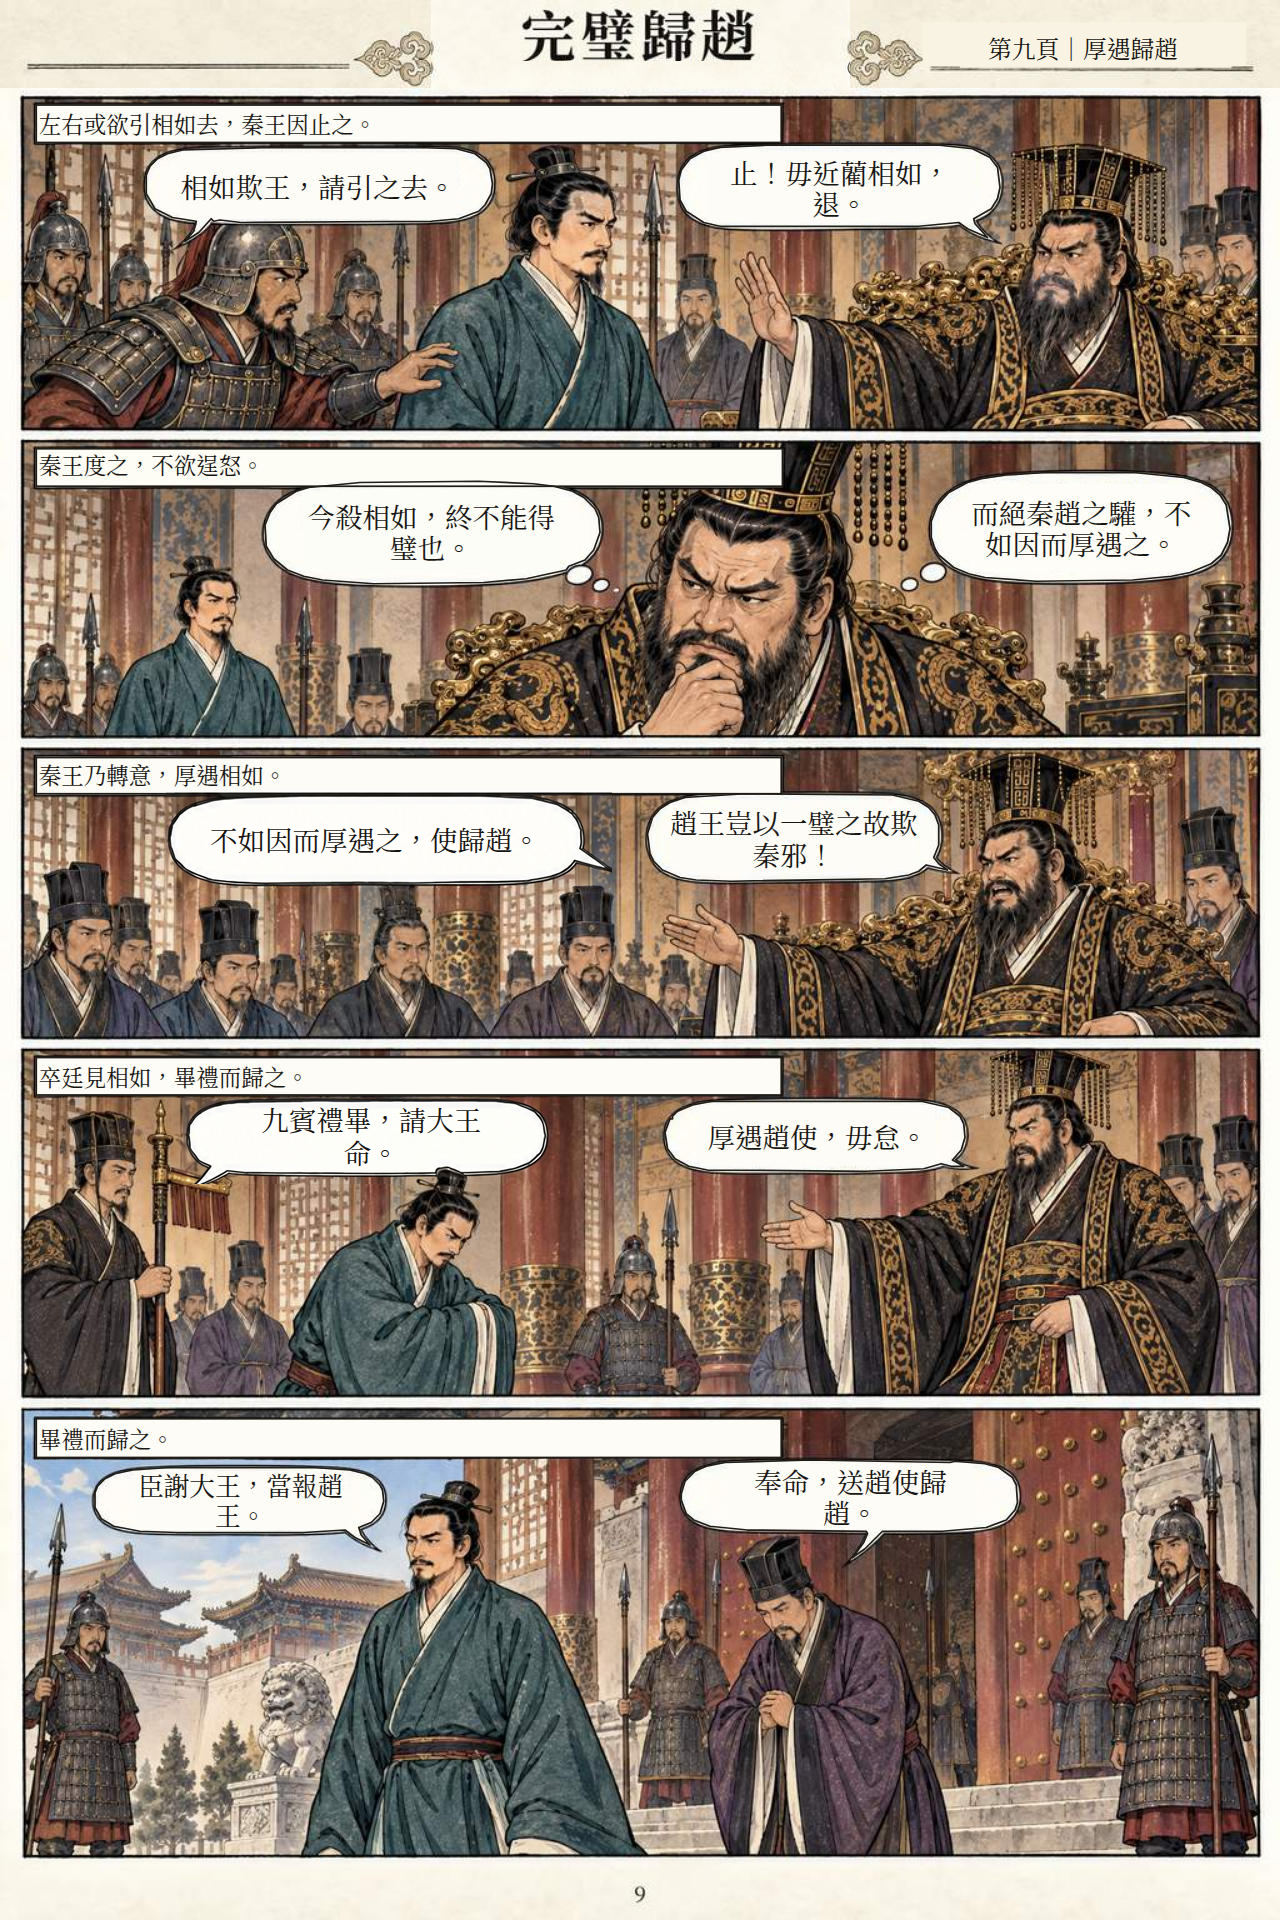 完璧歸趙
第九頁｜厚遇歸趙
左右或欲引相如去，秦王因止之。
相如欺王，請引之去。
止！毋近藺相如，
退。
秦王度之，不欲逞怒。
今殺相如，終不能得
璧也。
而絕秦趙之驩，不
如因而厚遇之。
秦王乃轉意，厚遇相如。
不如因而厚遇之，使歸趙。
趙王豈以一璧之故欺
秦邪！
卒廷見相如，畢禮而歸之。
九賓禮畢，請大王
命。
厚遇趙使，毋怠。
畢禮而歸之。
臣謝大王，當報趙
王。
奉命，送趙使歸
趙。
9